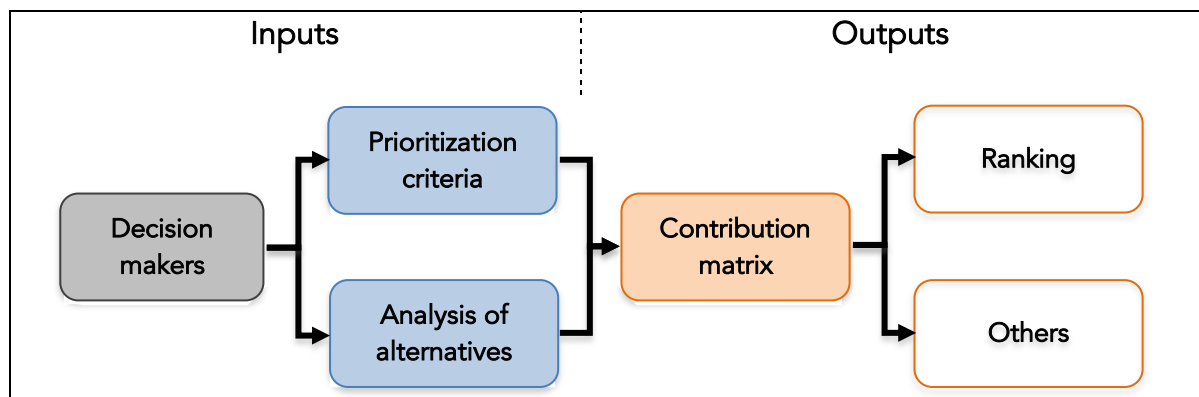 Inputs
Outputs
Decision
makers
Prioritization
criteria
Analysis of
alternatives
Contribution
matrix
Ranking
Others